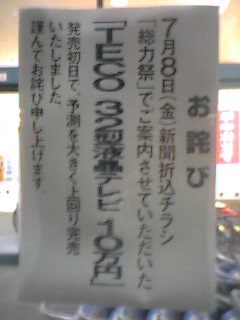 お詫び
7月8日(金)新聞折込チラシ
「総力祭」でご案内させていただいた
「TECO 32型液晶テレビ 10万円」
発売初日で、予測を大きく上回り完売
いたしました。
謹んでお詫び申し上げます